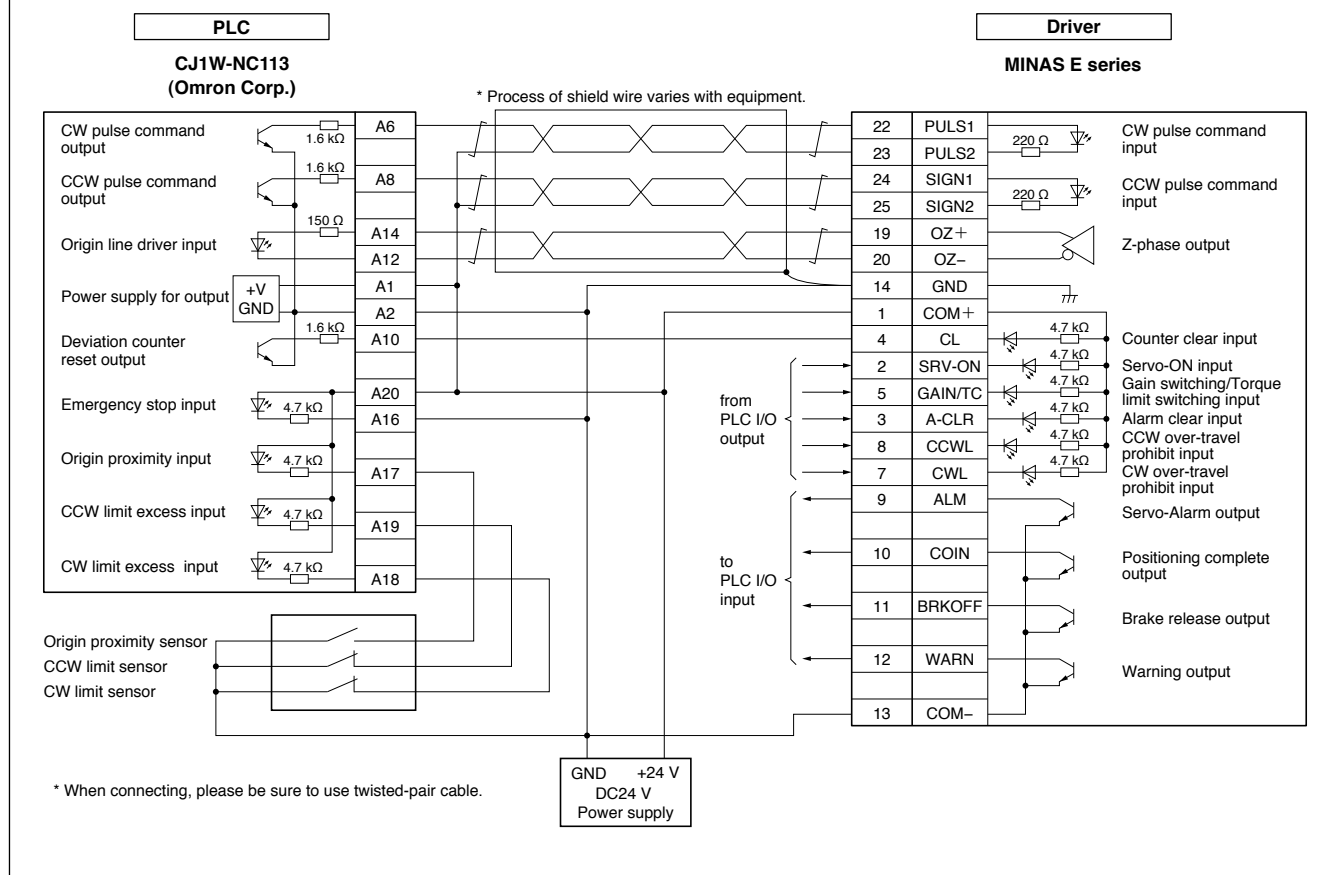 PLC
Driver
CJ1W-NC113
(Omron Corp.)
MINAS E series
* Process of shield wire varies with equipment.
CW pulse command
output
1.6 kΩ
A6
CCW pulse command
output
1.6 kΩ
A8
Origin line driver input
150 Ω
A14
A12
Power supply for output
+V
GND
A1
A2
Deviation counter
reset output
1.6 kΩ
A10
Emergency stop input
4.7 kΩ
A20
A16
Origin proximity input
4.7 kΩ
A17
CCW limit excess input
4.7 kΩ
A19
CW limit excess input
4.7 kΩ
A18
Origin proximity sensor
CCW limit sensor
CW limit sensor
22 PULS1
23 PULS2
220 Ω
CW pulse command
input
24 SIGN1
25 SIGN2
220 Ω
CCW pulse command
input
19 OZ+
20 OZ−
Z-phase output
14 GND
1 COM+
4 CL
4.7 kΩ
Counter clear input
2 SRV-ON
4.7 kΩ
Servo-ON input
5 GAIN/TC
4.7 kΩ
Gain switching/Torque
limit switching input
3 A-CLR
4.7 kΩ
Alarm clear input
8 CCWL
4.7 kΩ
CCW over-travel
prohibit input
7 CWL
4.7 kΩ
CW over-travel
prohibit input
from
PLC I/O
output
9 ALM
Servo-Alarm output
10 COIN
Positioning complete
output
11 BRKOFF
Brake release output
12 WARN
Warning output
13 COM−
to
PLC I/O
input
GND +24 V
DC24 V
Power supply
* When connecting, please be sure to use twisted-pair cable.